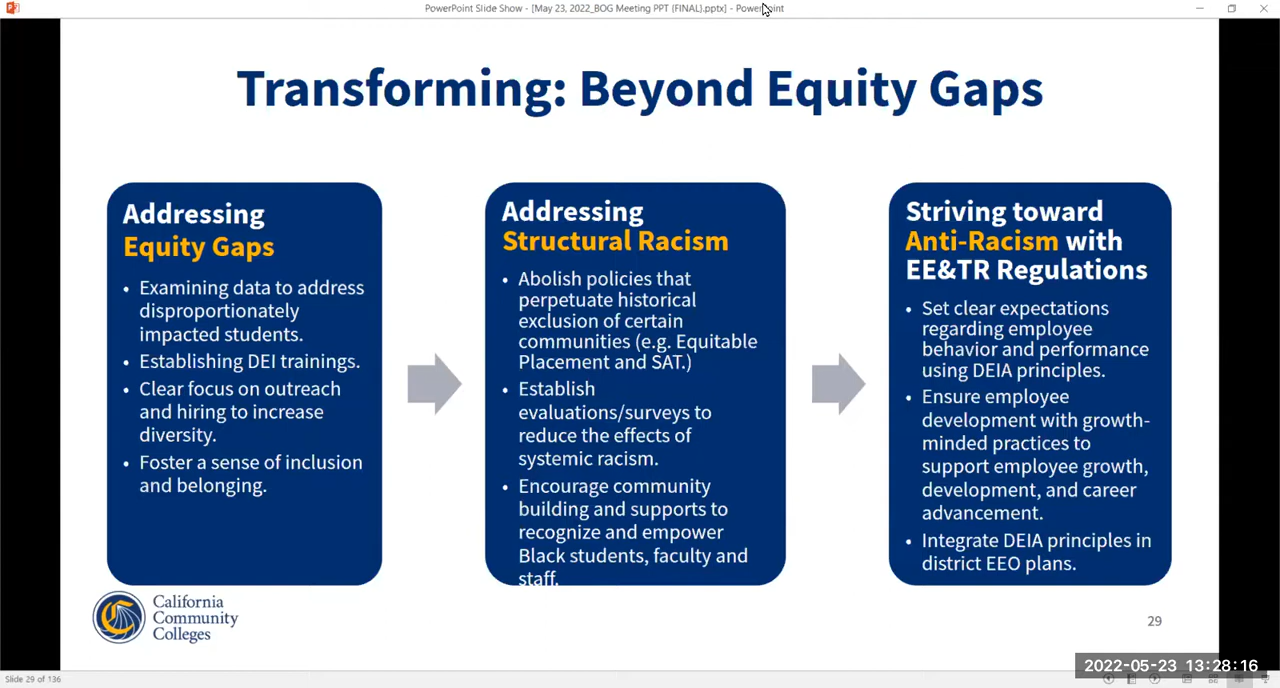 PowerPoint Slide Show - [May 23, 2022_BOG Meeting PPT (FINAL).pptx] - PowerPoint
Transforming: Beyond Equity Gaps
Addressing
Equity Gaps
• Examining data to address
disproportionately
impacted students.
• Establishing DEI trainings.
• Clear focus on outreach
and hiring to increase
diversity.
• Foster a sense of inclusion
and belonging.
Addressing
Structural Racism
• Abolish policies that
perpetuate historical
exclusion of certain
communities (e.g. Equitable
Placement and SAT.)
• Establish
evaluations/surveys to
reduce the effects of
systemic racism.
• Encourage community
building and supports to
recognize and empower
Black students, faculty and
staff.
Striving toward
Anti-Racism with
EE&TR Regulations
• Set clear expectations
regarding employee
behavior and performance
using DEIA principles.
• Ensure employee
development with growth-
minded practices to
support employee growth,
development, and career
advancement.
• Integrate DEIA principles in
district EEO plans.
California
Community
Colleges
29
2022-05-23 13:28:16
Slide 29 of 136